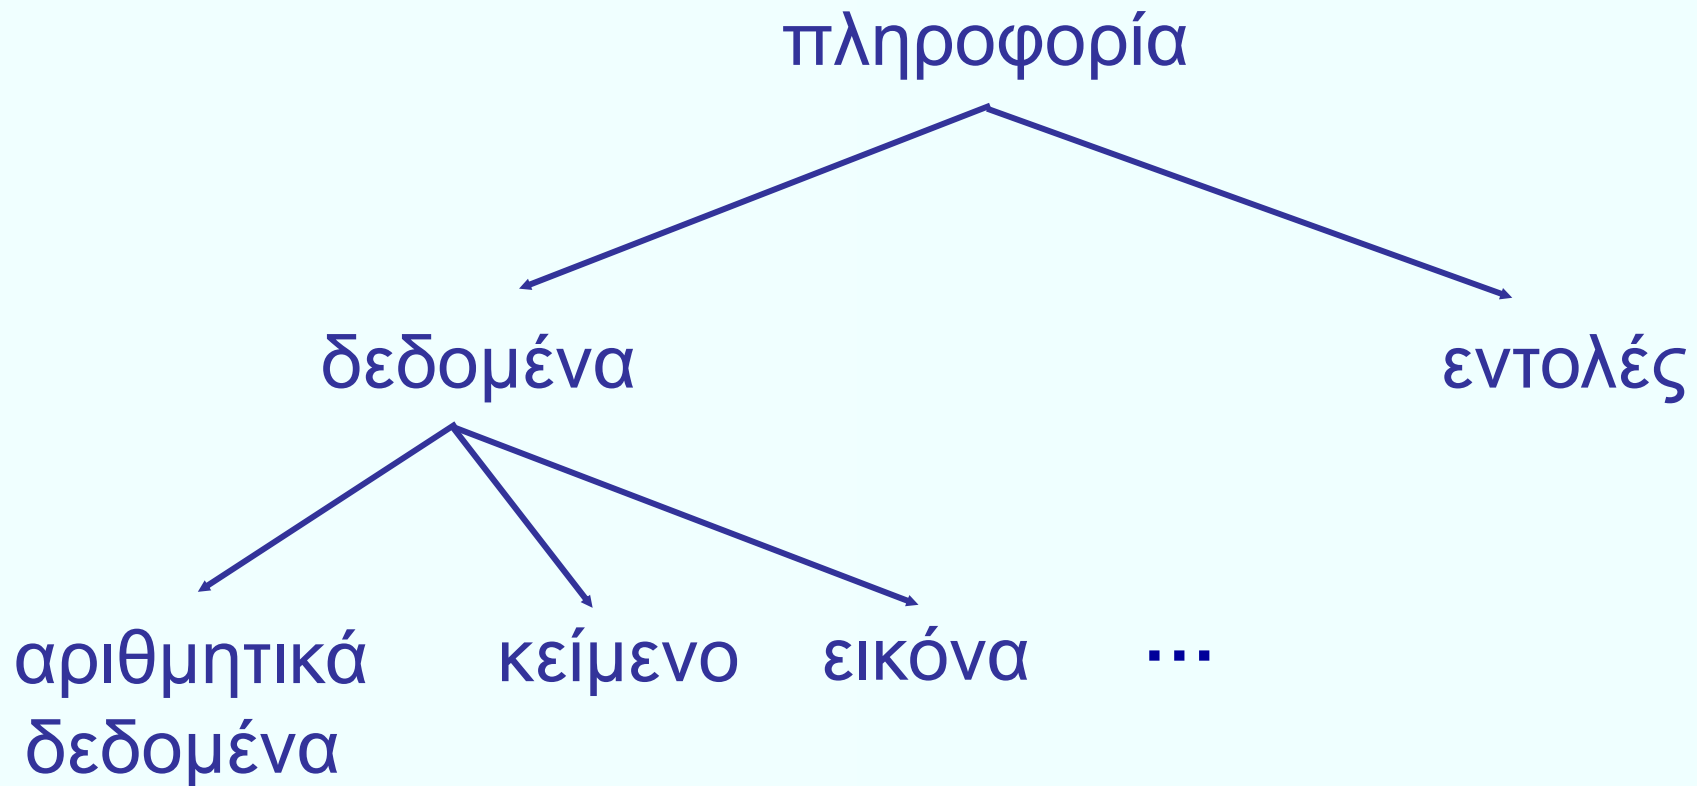 πληροφορία
δεδομένα
εντολές
αριθμητικά
δεδομένα
κείμενο
εικόνα
...